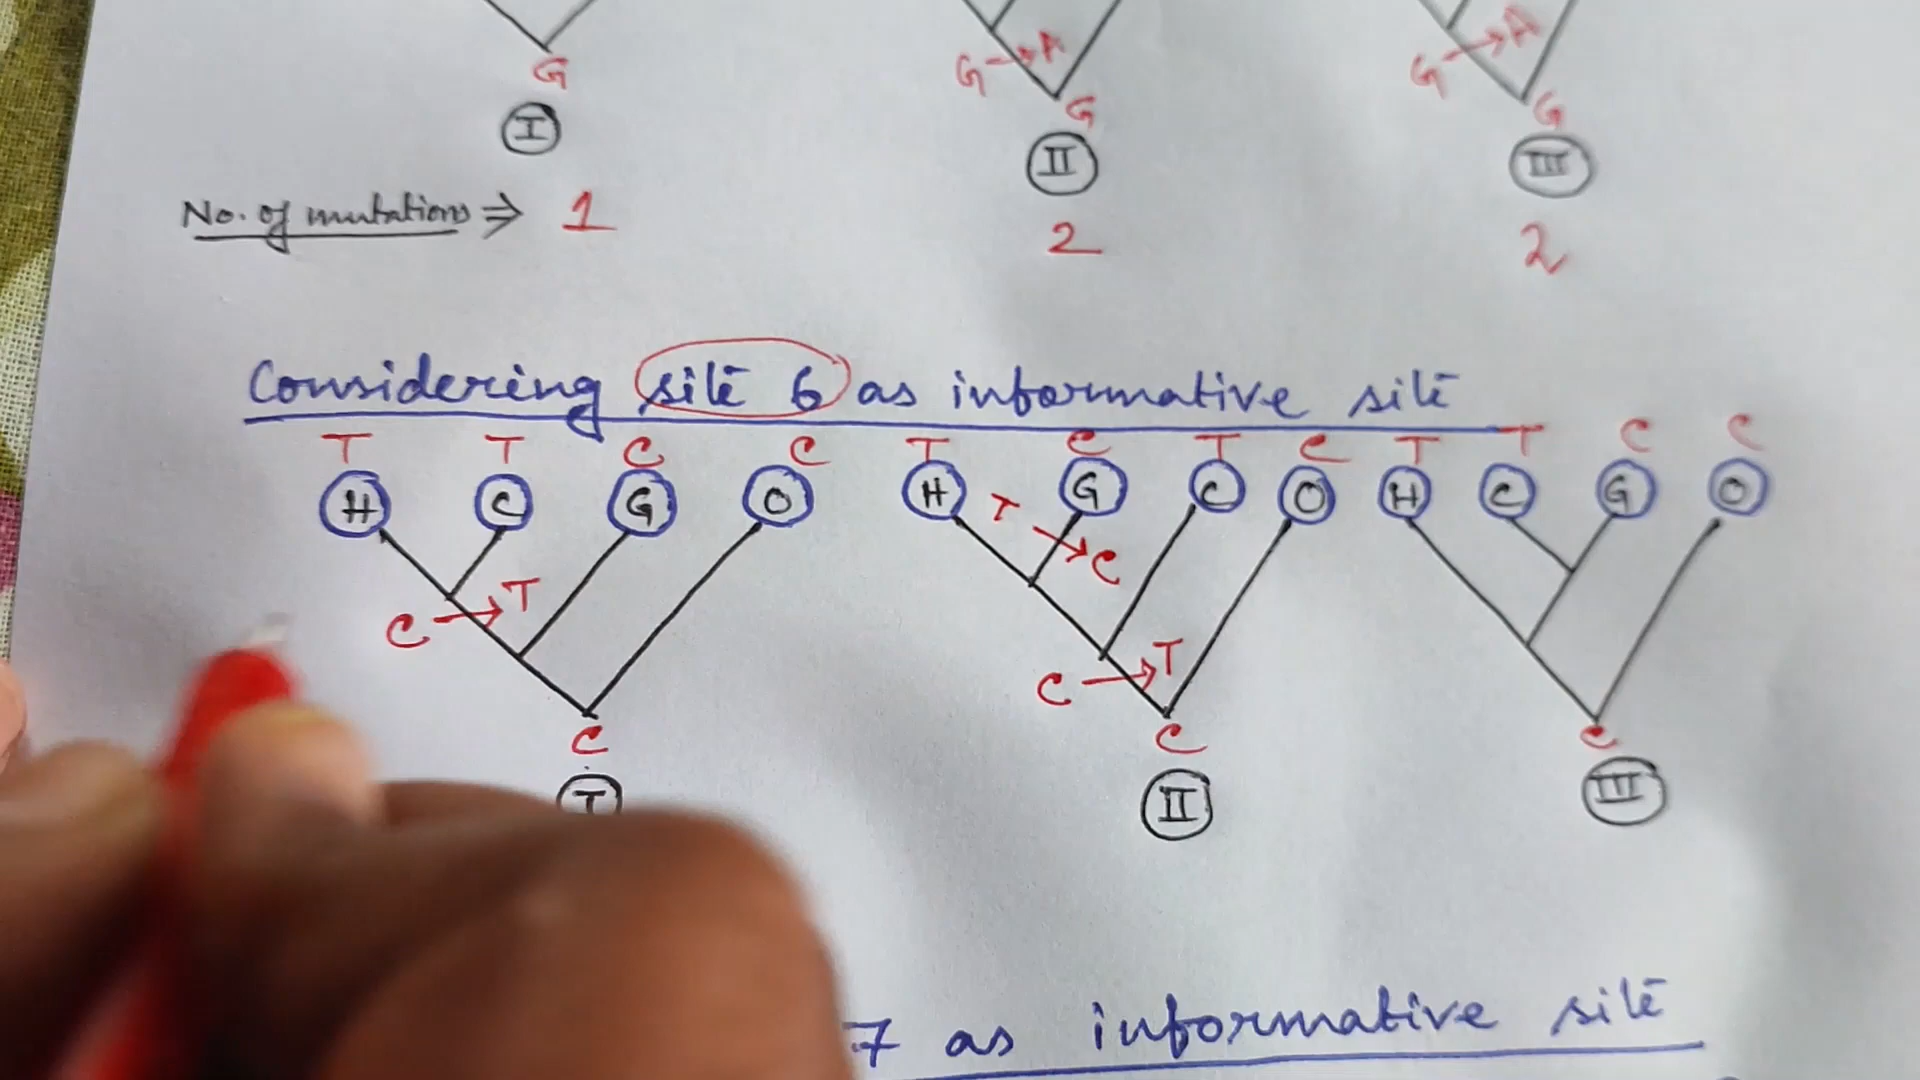 G G → A G → A
G G
I II III
No. of mutations ⇒ 1 2 2
Considering site 6 as informative site
T T C C T C T C T T C C
H C G O H G C O H C G O
T → C
C → T C → T
C C C
I II III
7 as informative site